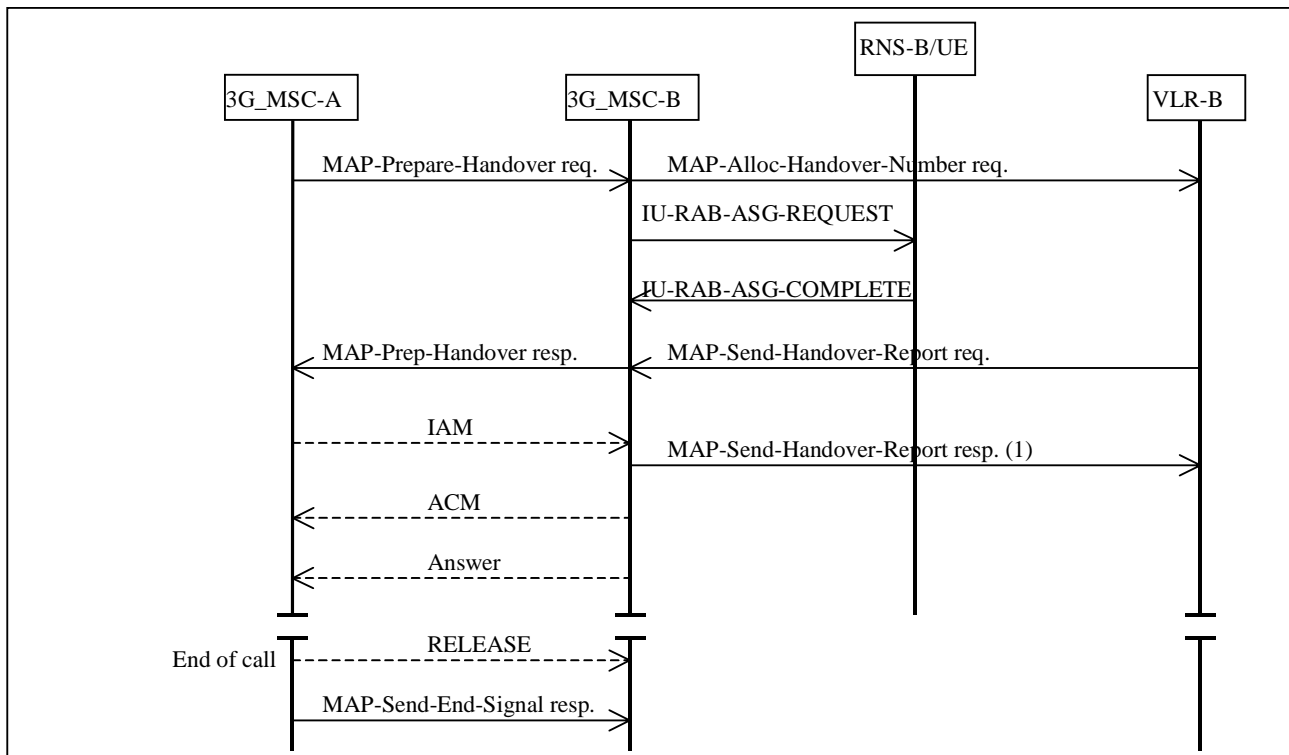 RNS-B/UE
3G_MSC-A
3G_MSC-B
VLR-B
MAP-Prepare-Handover req.
MAP-Alloc-Handover-Number req.
IU-RAB-ASG-REQUEST
IU-RAB-ASG-COMPLETE
MAP-Prep-Handover resp.
MAP-Send-Handover-Report req.
IAM
MAP-Send-Handover-Report resp. (1)
ACM
Answer
RELEASE
End of call
MAP-Send-End-Signal resp.